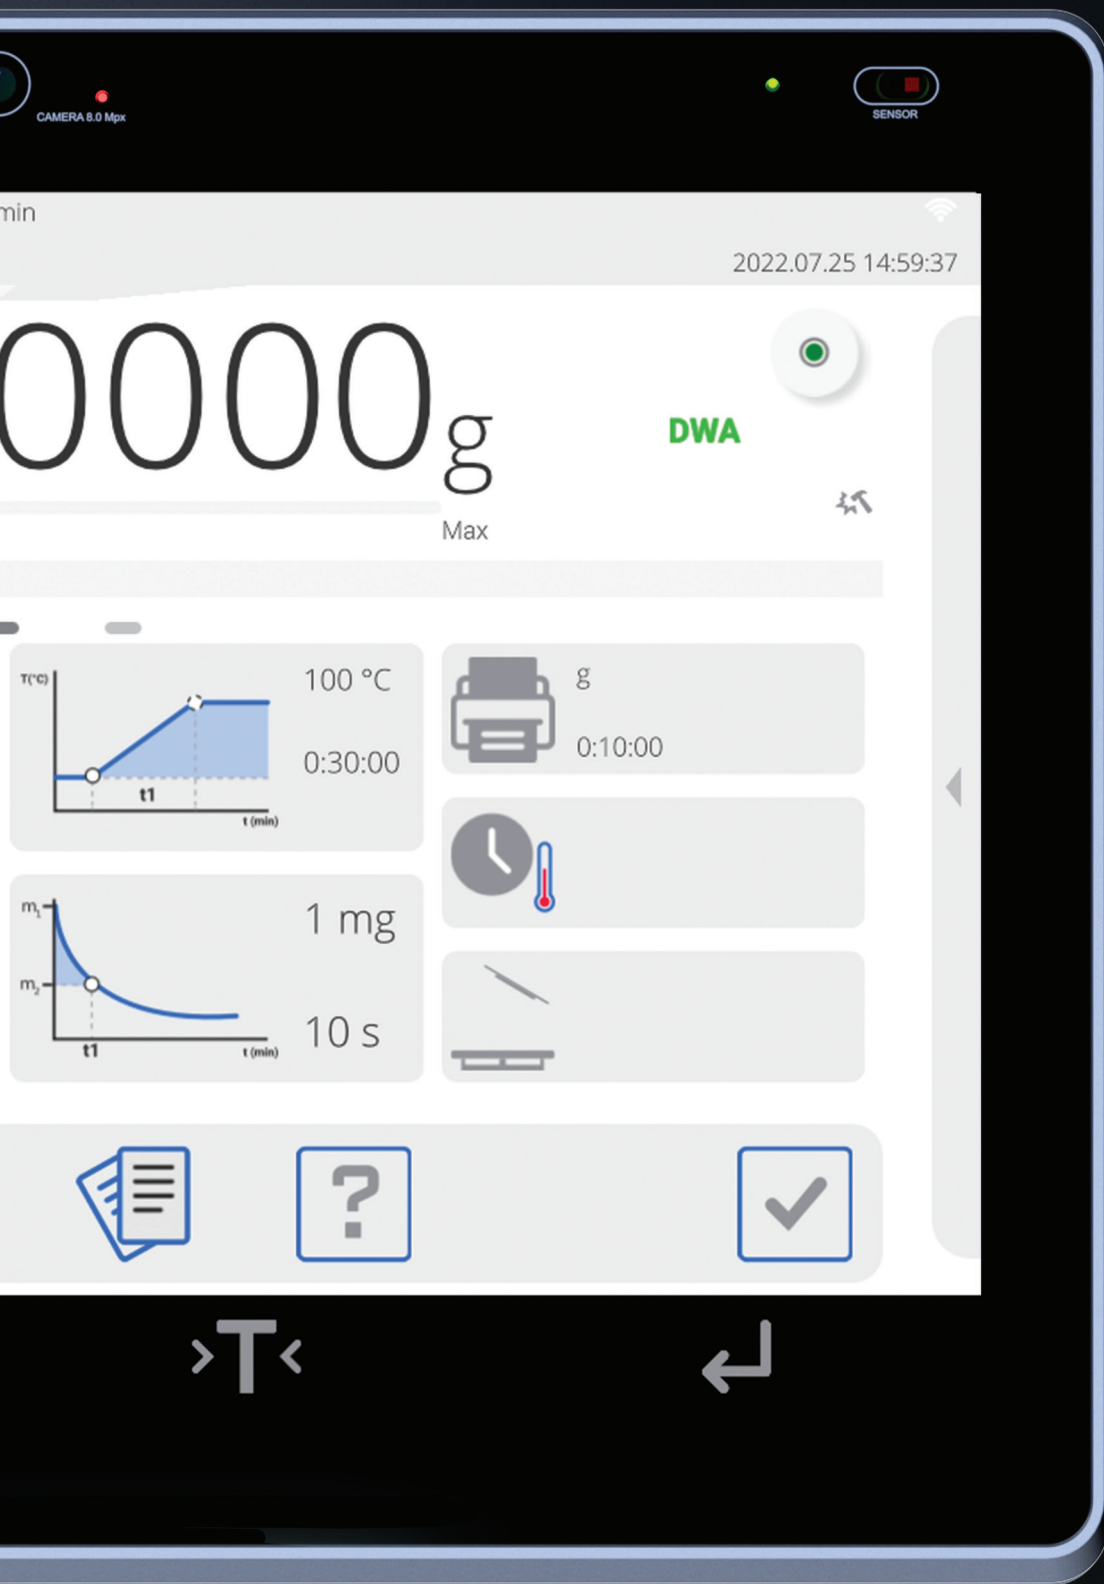 CAMERA 8.0 Mpx
SENSOR
min
2022.07.25 14:59:37
0000 g
DWA
Max
T(°C)
100 °C
0:30:00
t1
t (min)
g
0:10:00
m₁
1 mg
m₂
10 s
t1
t (min)
?
>T<